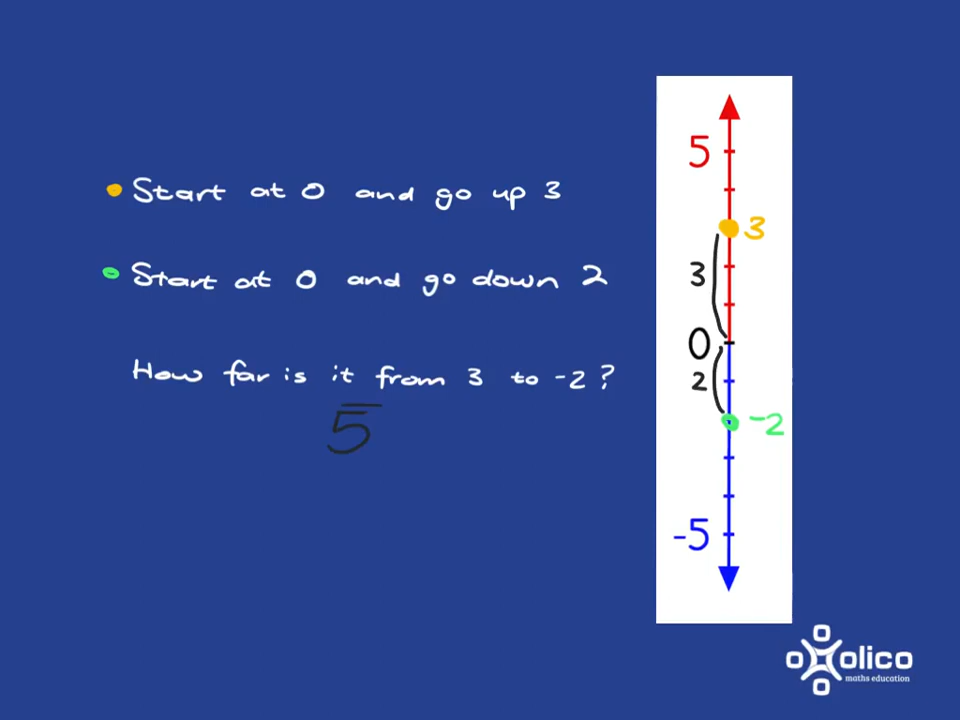 Start at 0 and go up 3
Start at 0 and go down 2
How far is it from 3 to -2?
5
5
3
3
0
2
-2
-5
olico
maths education